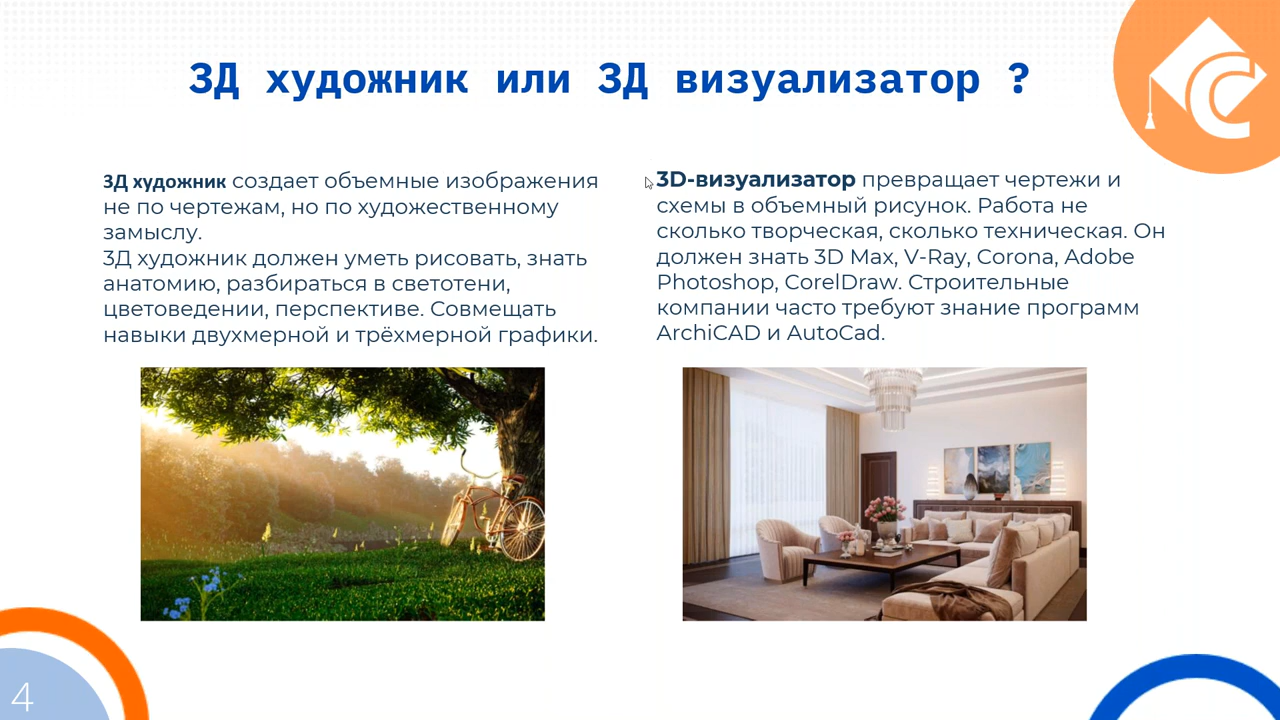 3Д художник или 3Д визуализатор ?
3Д художник создает объемные изображения
не по чертежам, но по художественному
замыслу.
3Д художник должен уметь рисовать, знать
анатомию, разбираться в светотени,
цветоведении, перспективе. Совмещать
навыки двухмерной и трёхмерной графики.
3D-визуализатор превращает чертежи и
схемы в объемный рисунок. Работа не
сколько творческая, сколько техническая. Он
должен знать 3D Max, V-Ray, Corona, Adobe
Photoshop, CorelDraw. Строительные
компании часто требуют знание программ
ArchiCAD и AutoCad.
4